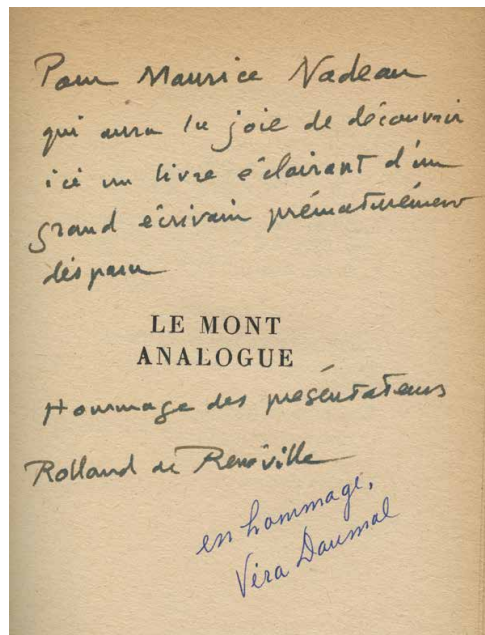 Pour Maurice Nadeau
qui aura la joie de découvrir
ici un livre éclairant d'un
grand écrivain prématurément
disparu
LE MONT
ANALOGUE
Hommage des présentateurs
Rolland de Renéville
en hommage,
Véra Daumal